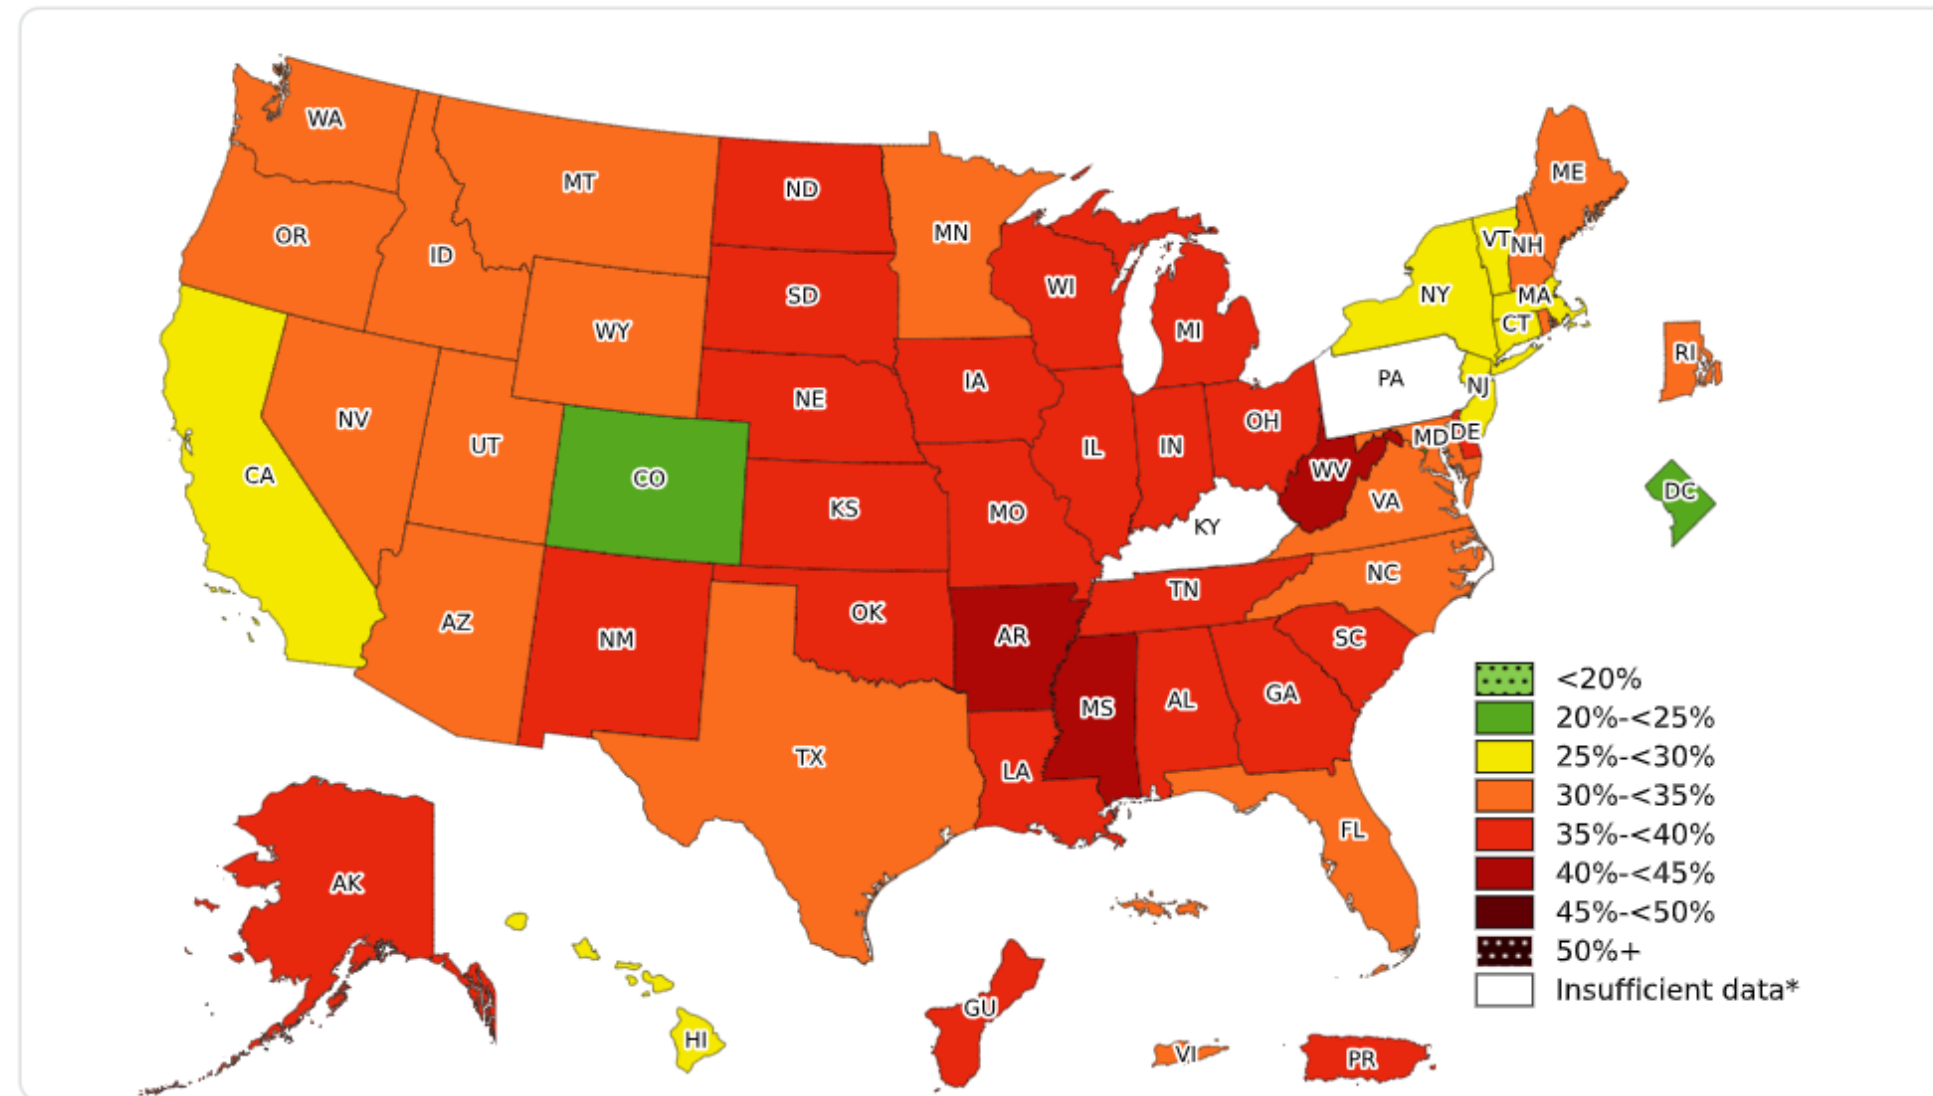 WA
MT
ND
ME
OR
ID
MN
VT
NH
SD
WI
NY
MA
WY
MI
CT
RI
IA
PA
NJ
NE
NV
UT
OH
MD
DE
CA
CO
IL
IN
WV
DC
KS
MO
VA
KY
NC
TN
AZ
NM
OK
AR
SC
MS
AL
GA
TX
LA
FL
AK
HI
GU
VI
PR
<20%
20%-<25%
25%-<30%
30%-<35%
35%-<40%
40%-<45%
45%-<50%
50%+
Insufficient data*